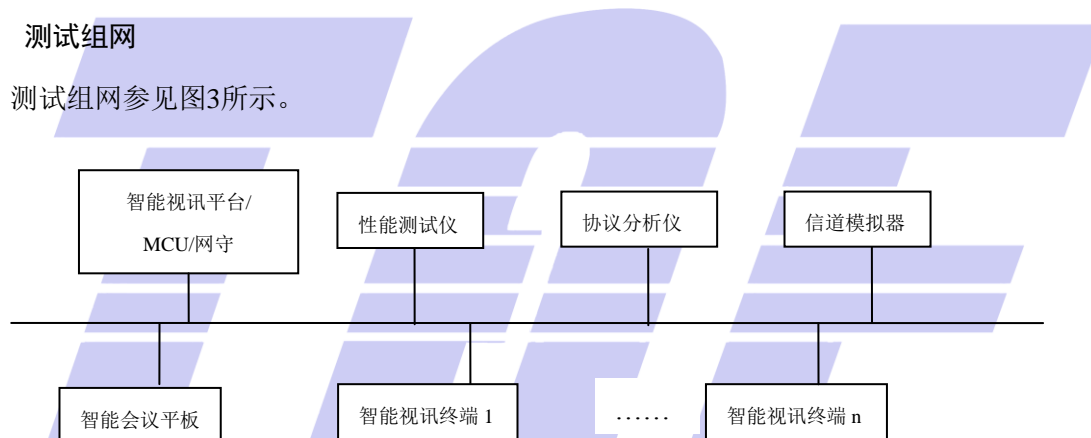 测试组网
测试组网参见图3所示。
智能视讯平台/
MCU/网守
性能测试仪
协议分析仪
信道模拟器
智能会议平板
智能视讯终端 1
……
智能视讯终端 n